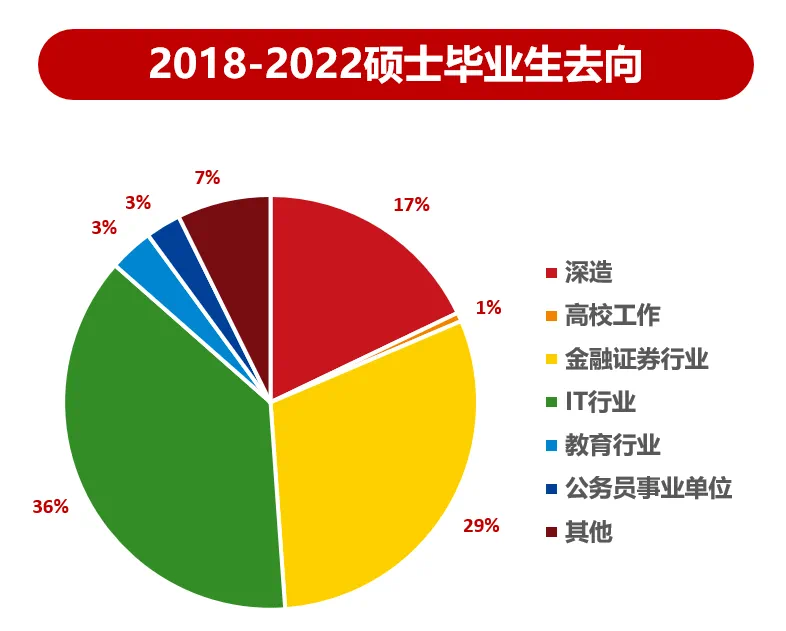 2018-2022硕士毕业生去向
7%
3%
3%
17%
1%
36%
29%
深造
高校工作
金融证券行业
IT行业
教育行业
公务员事业单位
其他